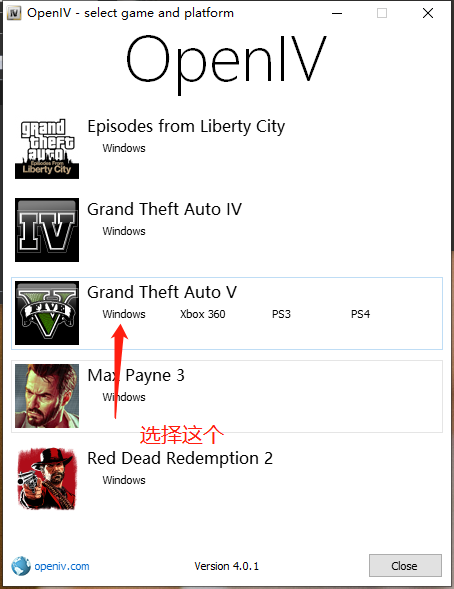 OpenIV - select game and platform
OpenIV
grand theft auto
Episodes From
Liberty City
Episodes from Liberty City
Windows
IV
Grand Theft Auto IV
Windows
V
FIVE
Grand Theft Auto V
Windows Xbox 360 PS3 PS4
Max Payne 3
Windows
选择这个
Red Dead Redemption 2
Windows
openiv.com Version 4.0.1 Close